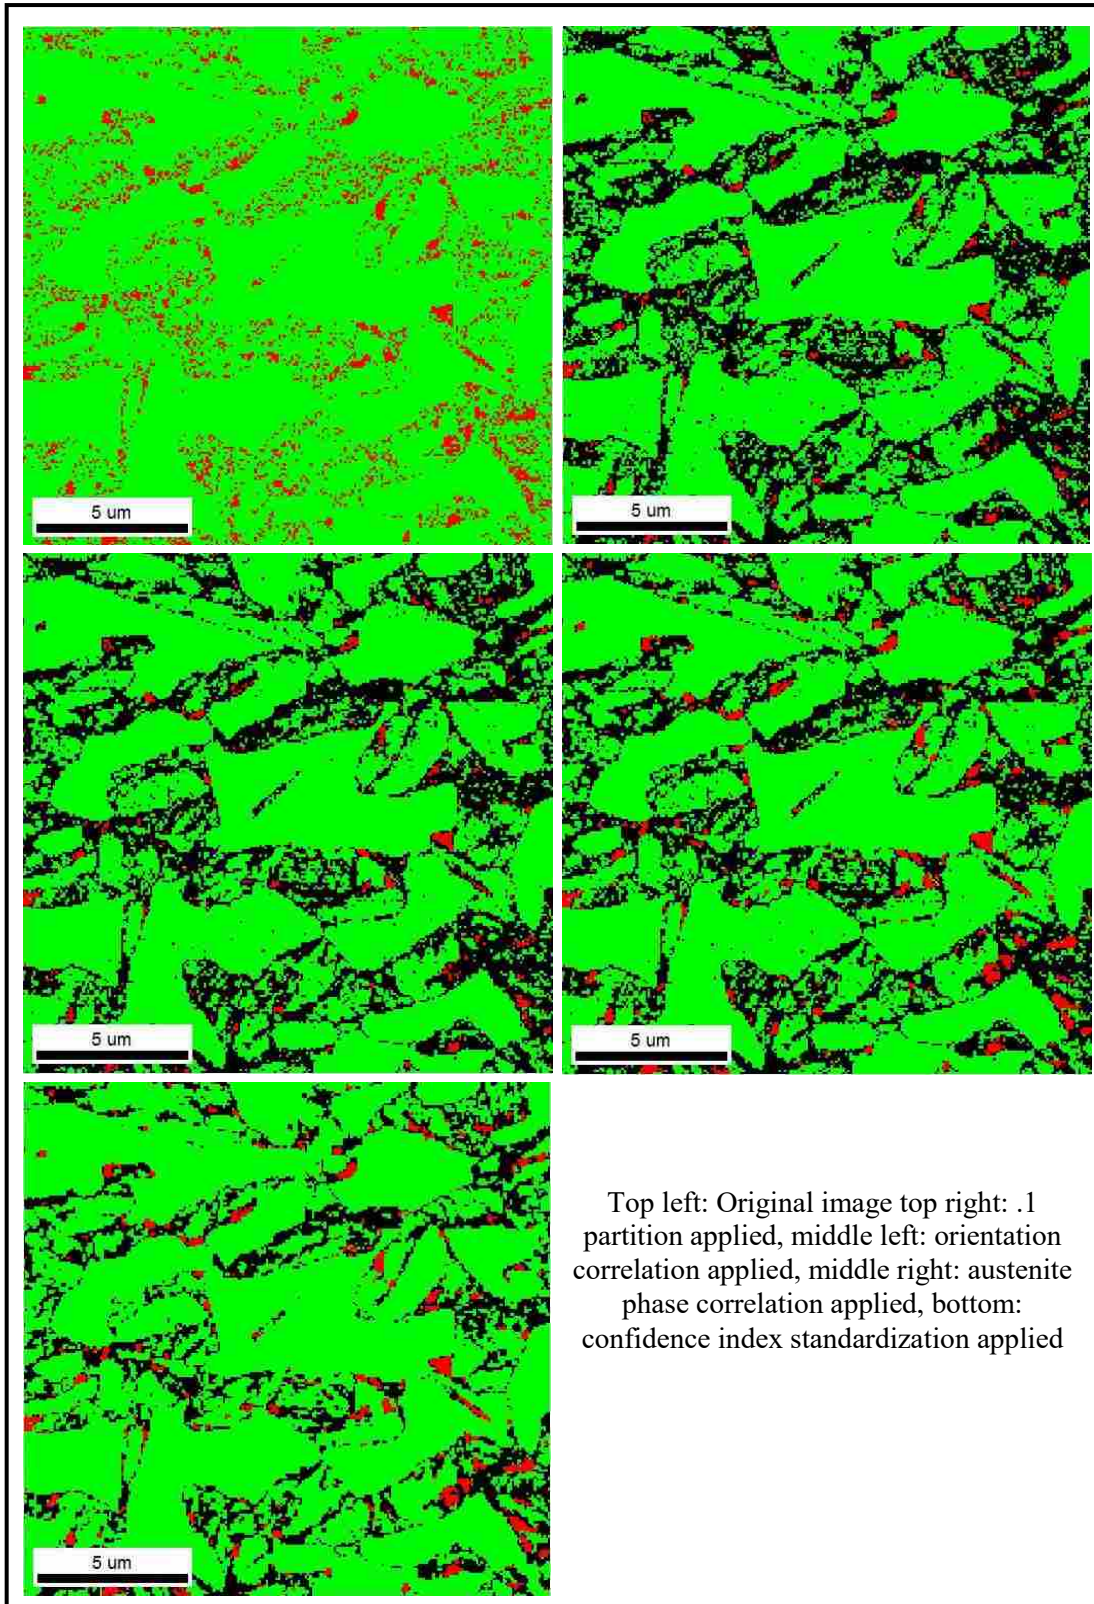 5 um
5 um
5 um
5 um
5 um
Top left: Original image top right: .1
partition applied, middle left: orientation
correlation applied, middle right: austenite
phase correlation applied, bottom:
confidence index standardization applied